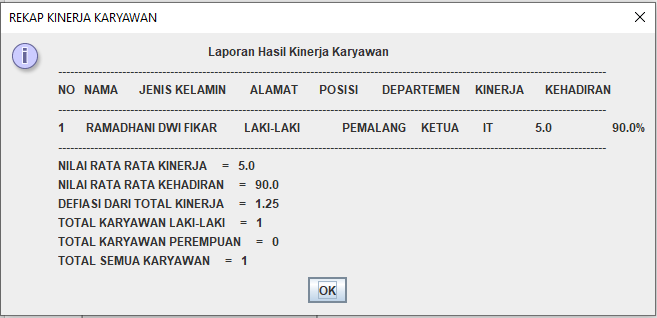 REKAP KINERJA KARYAWAN
Laporan Hasil Kinerja Karyawan
NO NAMA JENIS KELAMIN ALAMAT POSISI DEPARTEMEN KINERJA KEHADIRAN
1 RAMADHANI DWI FIKAR LAKI-LAKI PEMALANG KETUA IT 5.0 90.0%
NILAI RATA RATA KINERJA = 5.0
NILAI RATA RATA KEHADIRAN = 90.0
DEFIASI DARI TOTAL KINERJA = 1.25
TOTAL KARYAWAN LAKI-LAKI = 1
TOTAL KARYAWAN PEREMPUAN = 0
TOTAL SEMUA KARYAWAN = 1
OK